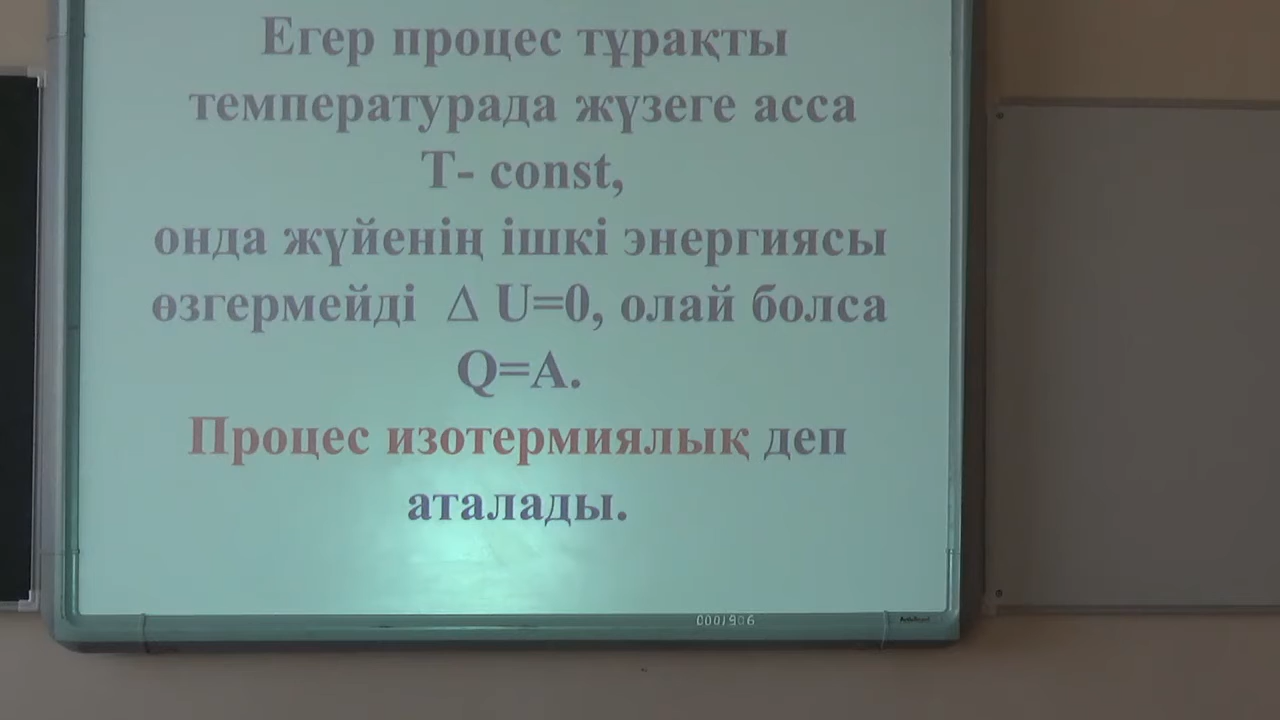 Егер процес тұрақты
температурада жүзеге асса
T- const,
онда жүйенің ішкі энергиясы
өзгермейді ∆ U=0, олай болса
Q=A.
Процес изотермиялық деп
аталады.
0001906